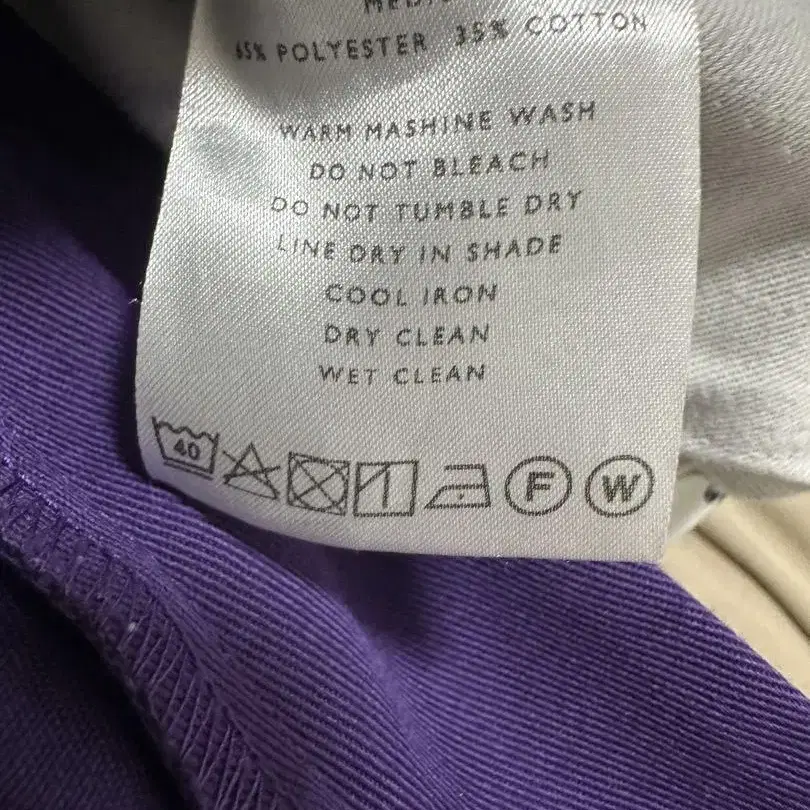 65% POLYESTER 35% COTTON
WARM MASHINE WASH
DO NOT BLEACH
DO NOT TUMBLE DRY
LINE DRY IN SHADE
COOL IRON
DRY CLEAN
WET CLEAN
40 F W